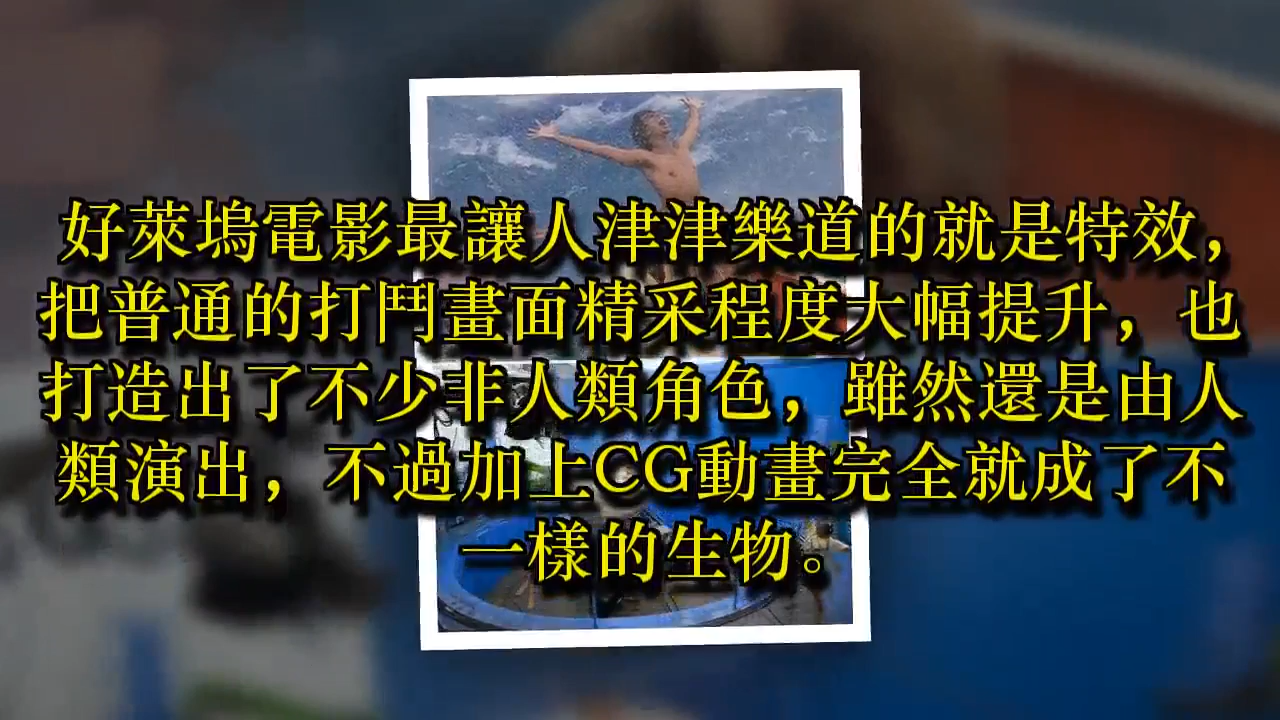 好萊塢電影最讓人津津樂道的就是特效，
把普通的打鬥畫面精采程度大幅提升，也
打造出了不少非人類角色，雖然還是由人
類演出，不過加上CG動畫完全就成了不
一樣的生物。